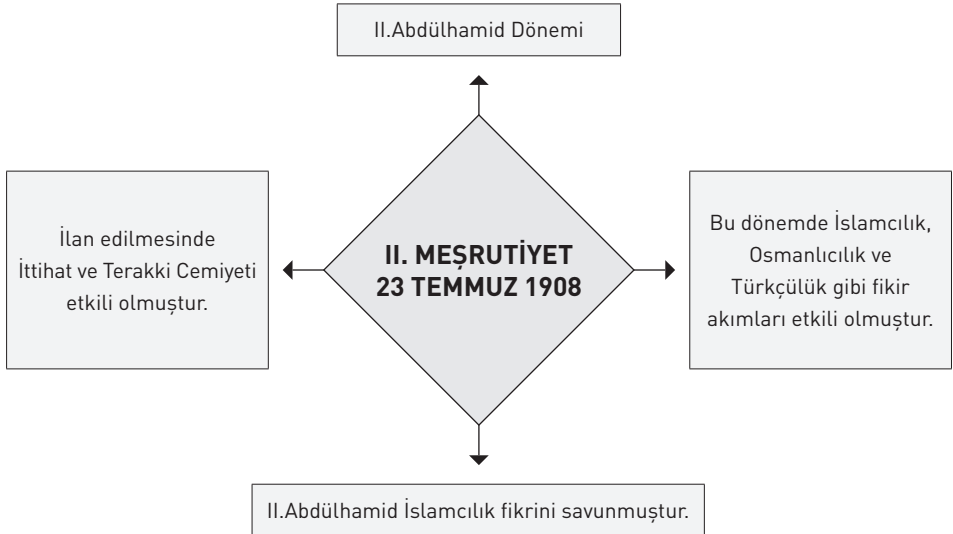 II.Abdülhamid Dönemi
İlan edilmesinde
İttihat ve Terakki Cemiyeti
etkili olmuştur.
II. MEŞRUTİYET
23 TEMMUZ 1908
Bu dönemde İslamcılık,
Osmanlıcılık ve
Türkçülük gibi fikir
akımları etkili olmuştur.
II.Abdülhamid İslamcılık fikrini savunmuştur.